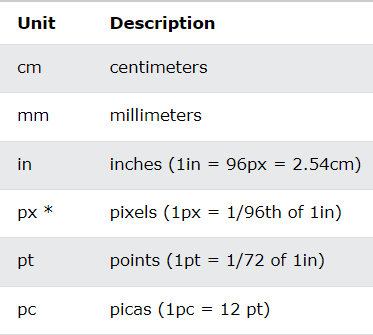 Unit Description
cm centimeters
mm millimeters
in inches (1in = 96px = 2.54cm)
px * pixels (1px = 1/96th of 1in)
pt points (1pt = 1/72 of 1in)
pc picas (1pc = 12 pt)